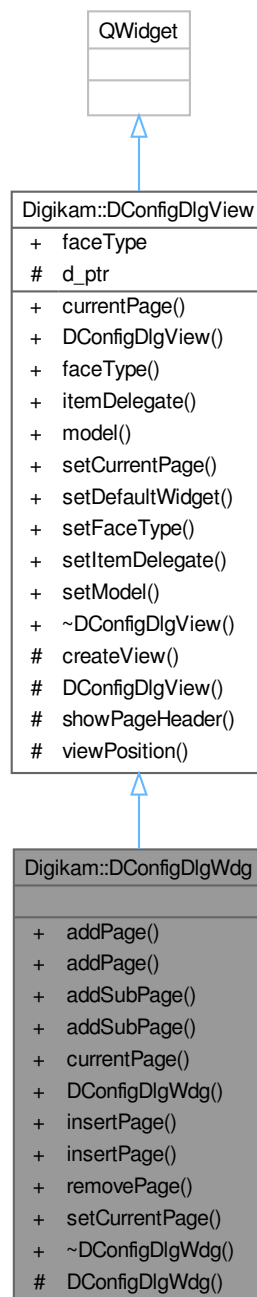 QWidget
Digikam::DConfigDlgView
+ faceType
# d_ptr
+ currentPage()
+ DConfigDlgView()
+ faceType()
+ itemDelegate()
+ model()
+ setCurrentPage()
+ setDefaultWidget()
+ setFaceType()
+ setItemDelegate()
+ setModel()
+ ~DConfigDlgView()
# createView()
# DConfigDlgView()
# showPageHeader()
# viewPosition()
Digikam::DConfigDlgWdg
+ addPage()
+ addPage()
+ addSubPage()
+ addSubPage()
+ currentPage()
+ DConfigDlgWdg()
+ insertPage()
+ insertPage()
+ removePage()
+ setCurrentPage()
+ ~DConfigDlgWdg()
# DConfigDlgWdg()